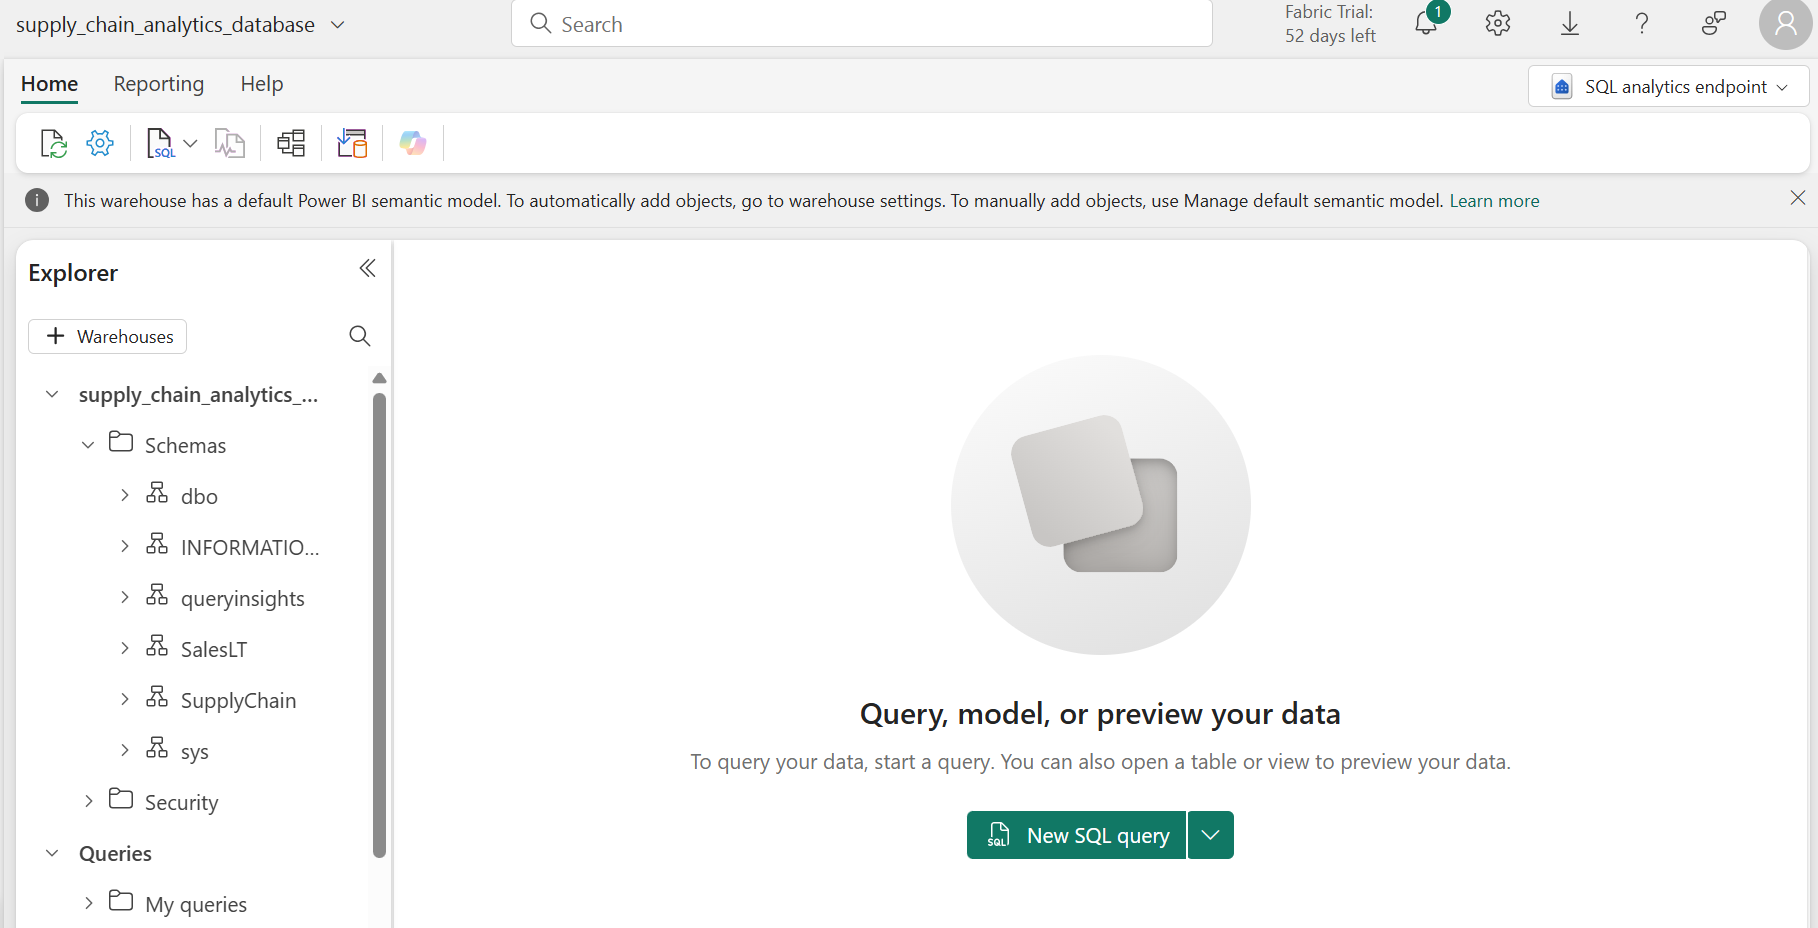 supply_chain_analytics_database
Search
Fabric Trial:
52 days left
1
Home
Reporting
Help
SQL analytics endpoint
SQL
This warehouse has a default Power BI semantic model. To automatically add objects, go to warehouse settings. To manually add objects, use Manage default semantic model. Learn more
Explorer
Warehouses
supply_chain_analytics_...
Schemas
dbo
INFORMATIO...
queryinsights
SalesLT
SupplyChain
sys
Security
Queries
My queries
Query, model, or preview your data
To query your data, start a query. You can also open a table or view to preview your data.
SQL
New SQL query